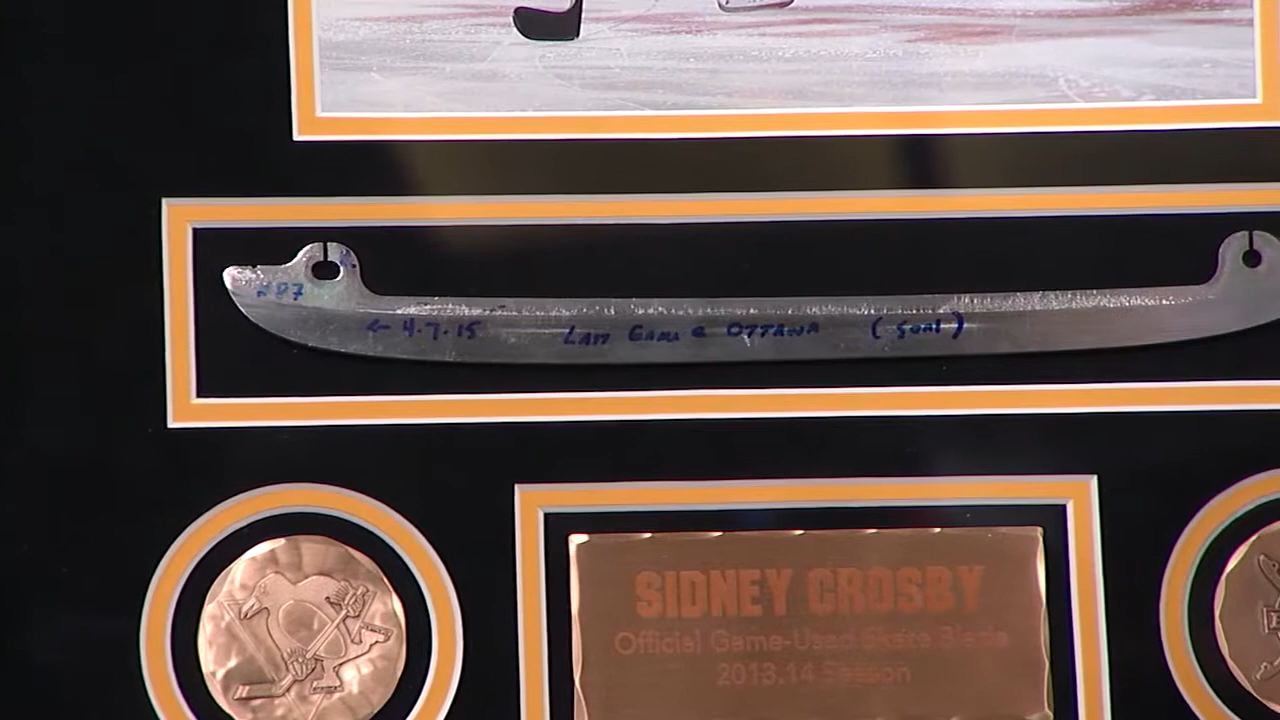 #87
← 4.7.15 LAST GAME @ OTTAWA (GOAL)
SIDNEY CROSBY
Official Game-Used Skate Blade
2013.14 Season